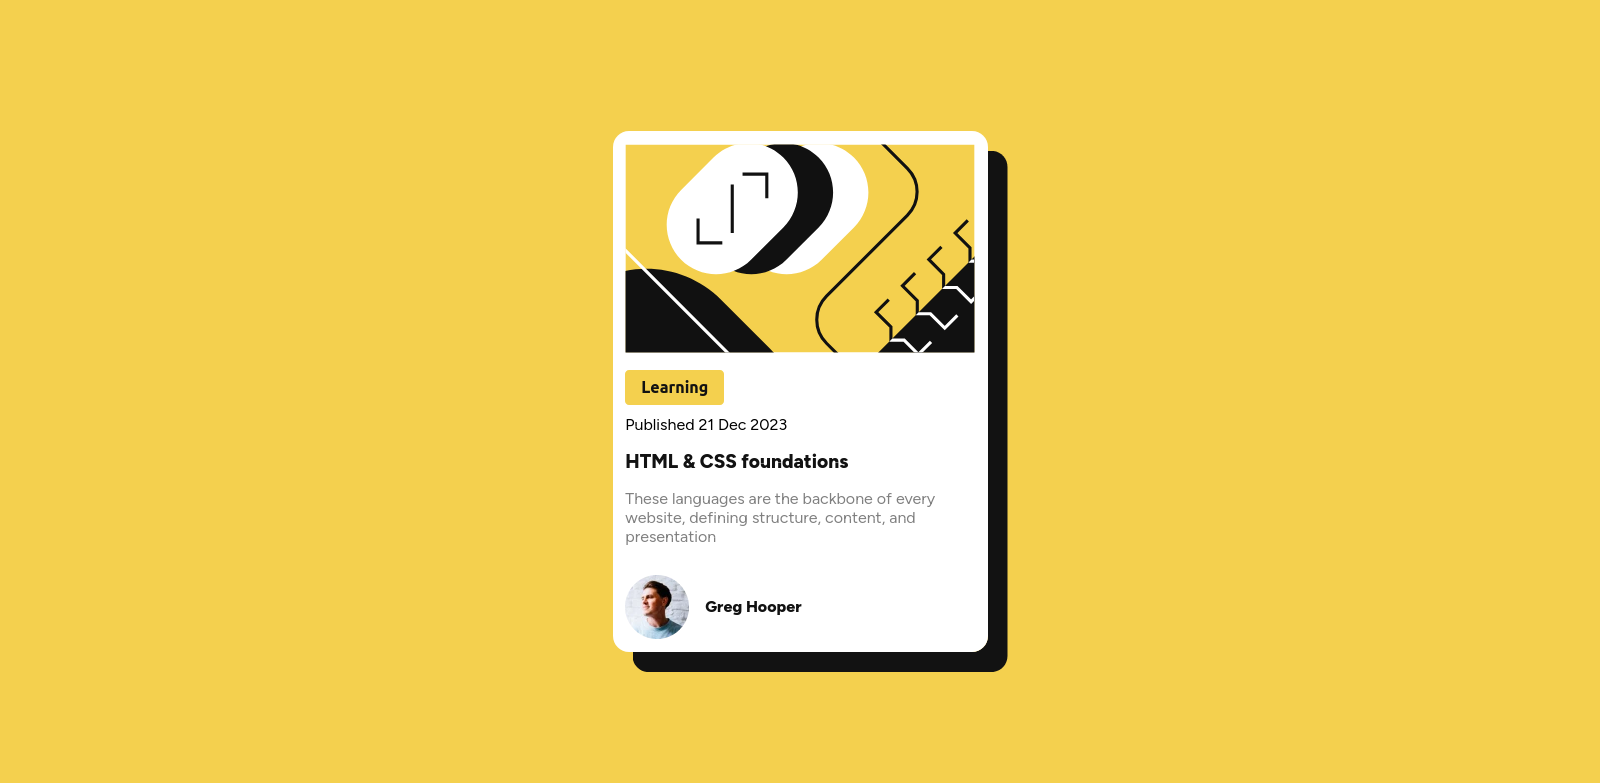 Learning
Published 21 Dec 2023
HTML & CSS foundations
These languages are the backbone of every
website, defining structure, content, and
presentation
Greg Hooper